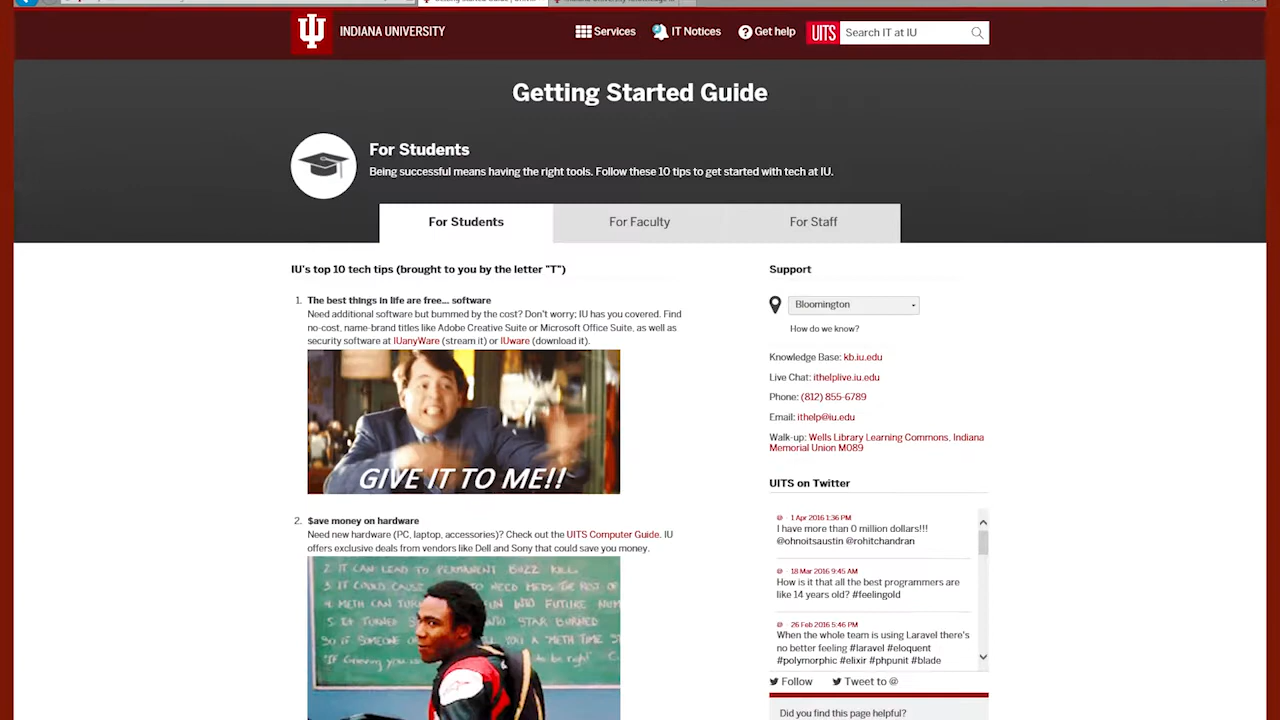 INDIANA UNIVERSITY
Services
IT Notices
Get help
UITS
Search IT at IU
Getting Started Guide
For Students
Being successful means having the right tools. Follow these 10 tips to get started with tech at IU.
For Students
For Faculty
For Staff
IU's top 10 tech tips (brought to you by the letter "T")
1. The best things in life are free... software
Need additional software but bummed by the cost? Don't worry; IU has you covered. Find
no-cost, name-brand titles like Adobe Creative Suite or Microsoft Office Suite, as well as
security software at IUanyWare (stream it) or IUware (download it).
GIVE IT TO ME!!
2. $ave money on hardware
Need new hardware (PC, laptop, accessories)? Check out the UITS Computer Guide. IU
offers exclusive deals from vendors like Dell and Sony that could save you money.
2. IT CAN LEAD TO PERMANENT BUZZ KILL
Support
Bloomington
How do we know?
Knowledge Base: kb.iu.edu
Live Chat: ithelplive.iu.edu
Phone: (812) 855-6789
Email: ithelp@iu.edu
Walk-up: Wells Library Learning Commons, Indiana
Memorial Union M089
UITS on Twitter
@ 1 Apr 2016 1:36 PM
I have more than 0 million dollars!!!
@ohnoitsaustin @rohitchandran
@ 18 Mar 2016 9:45 AM
How is it that all the best programmers are
like 14 years old? #feelingold
@ 26 Feb 2016 5:46 PM
When the whole team is using Laravel there's
no better feeling #laravel #eloquent
#polymorphic #elixir #phpunit #blade
Follow
Tweet to @
Did you find this page helpful?